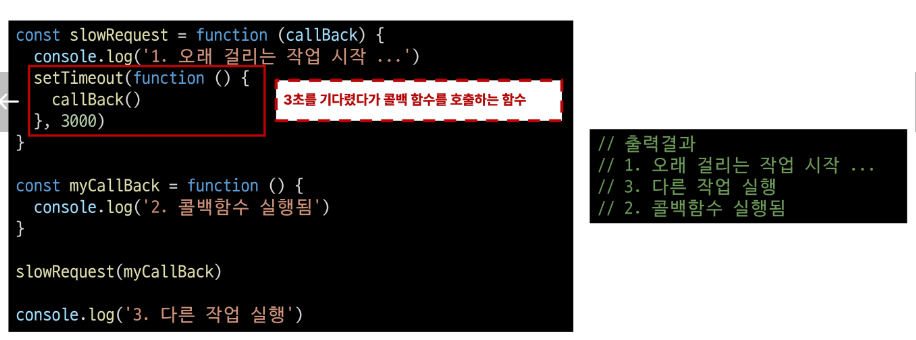 const slowRequest = function (callBack) {
console.log('1. 오래 걸리는 작업 시작 ...')
setTimeout(function () {
callBack()
}, 3000)
}
3초를 기다렸다가 콜백 함수를 호출하는 함수
const myCallBack = function () {
console.log('2. 콜백함수 실행됨')
}
slowRequest(myCallBack)
console.log('3. 다른 작업 실행')
// 출력결과
// 1. 오래 걸리는 작업 시작 ...
// 3. 다른 작업 실행
// 2. 콜백함수 실행됨